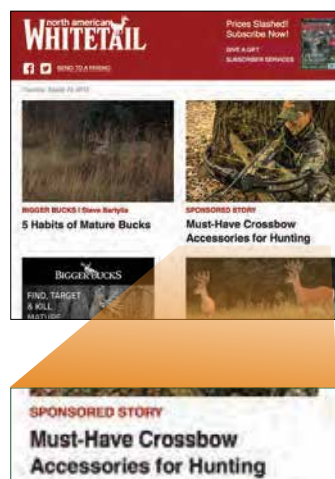 north american
WHITETAIL
Prices Slashed!
Subscribe Now!
GIVE A GIFT
SUBSCRIBER SERVICES
SEND TO A FRIEND
BIGGER BUCKS | Steve Bartylla
5 Habits of Mature Bucks
SPONSORED STORY
Must-Have Crossbow
Accessories for Hunting
BIGGER BUCKS
FIND, TARGET
& KILL
MATURE
SPONSORED STORY
Must-Have Crossbow
Accessories for Hunting